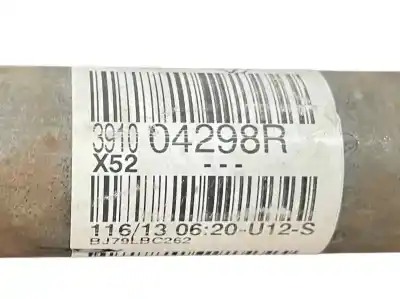 3910 04298R
X52 ---
116/13 06:20-U12-S
BJ79LBC262